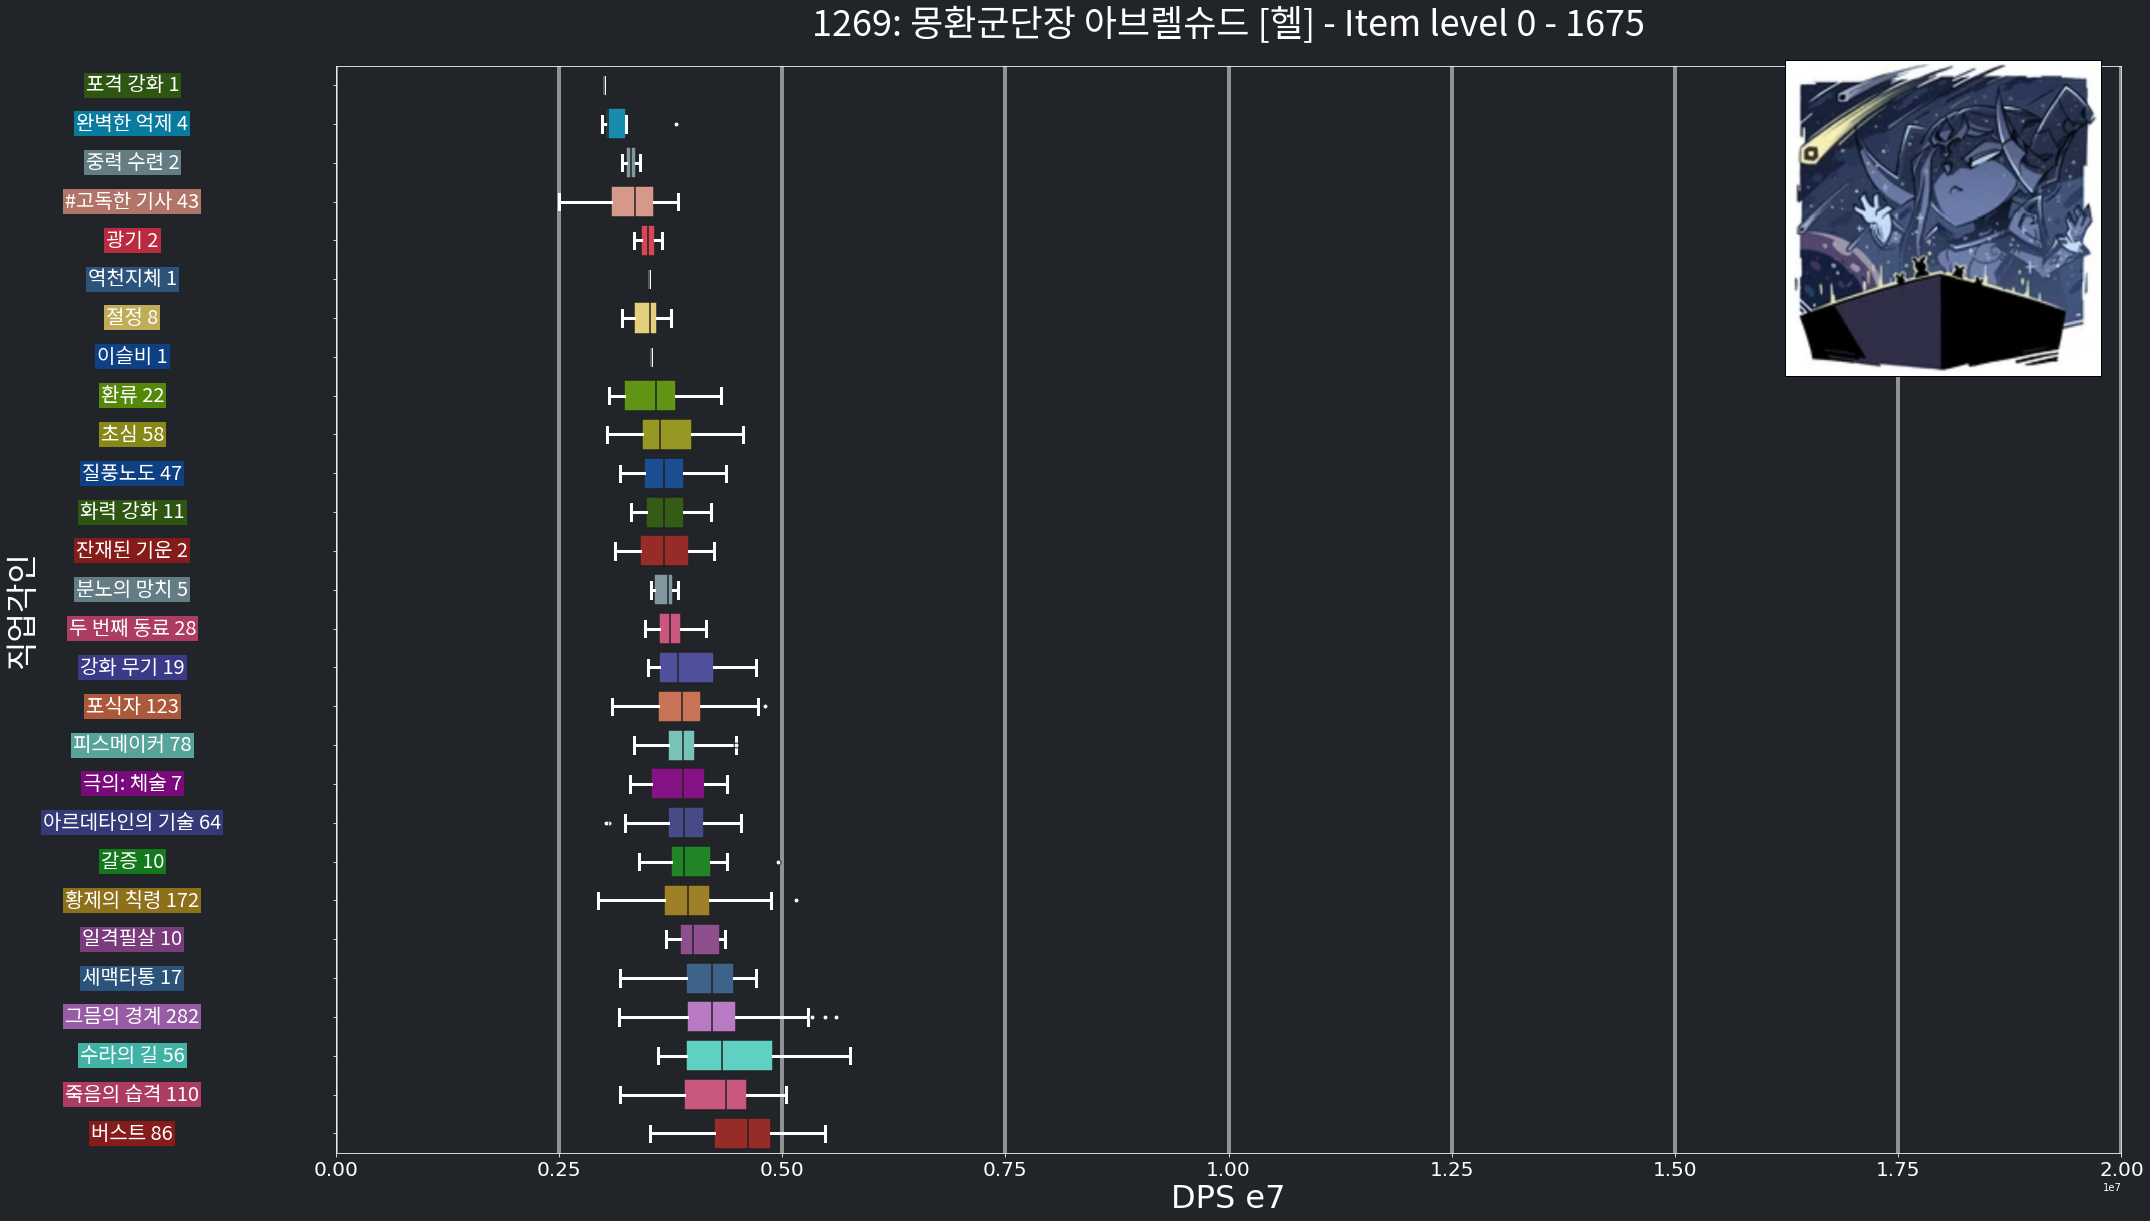 1269: 몽환군단장 아브렐슈드 [헬] - Item level 0 - 1675
포격 강화 1
완벽한 억제 4
중력 수련 2
#고독한 기사 43
광기 2
역천지체 1
절정 8
이슬비 1
환류 22
초심 58
질풍노도 47
화력 강화 11
잔재된 기운 2
분노의 망치 5
두 번째 동료 28
강화 무기 19
포식자 123
피스메이커 78
극의: 체술 7
아르데타인의 기술 64
갈증 10
황제의 칙령 172
일격필살 10
세맥타통 17
그믐의 경계 282
수라의 길 56
죽음의 습격 110
버스트 86
직업각인
0.00 0.25 0.50 0.75 1.00 1.25 1.50 1.75 2.00
1e7
DPS e7